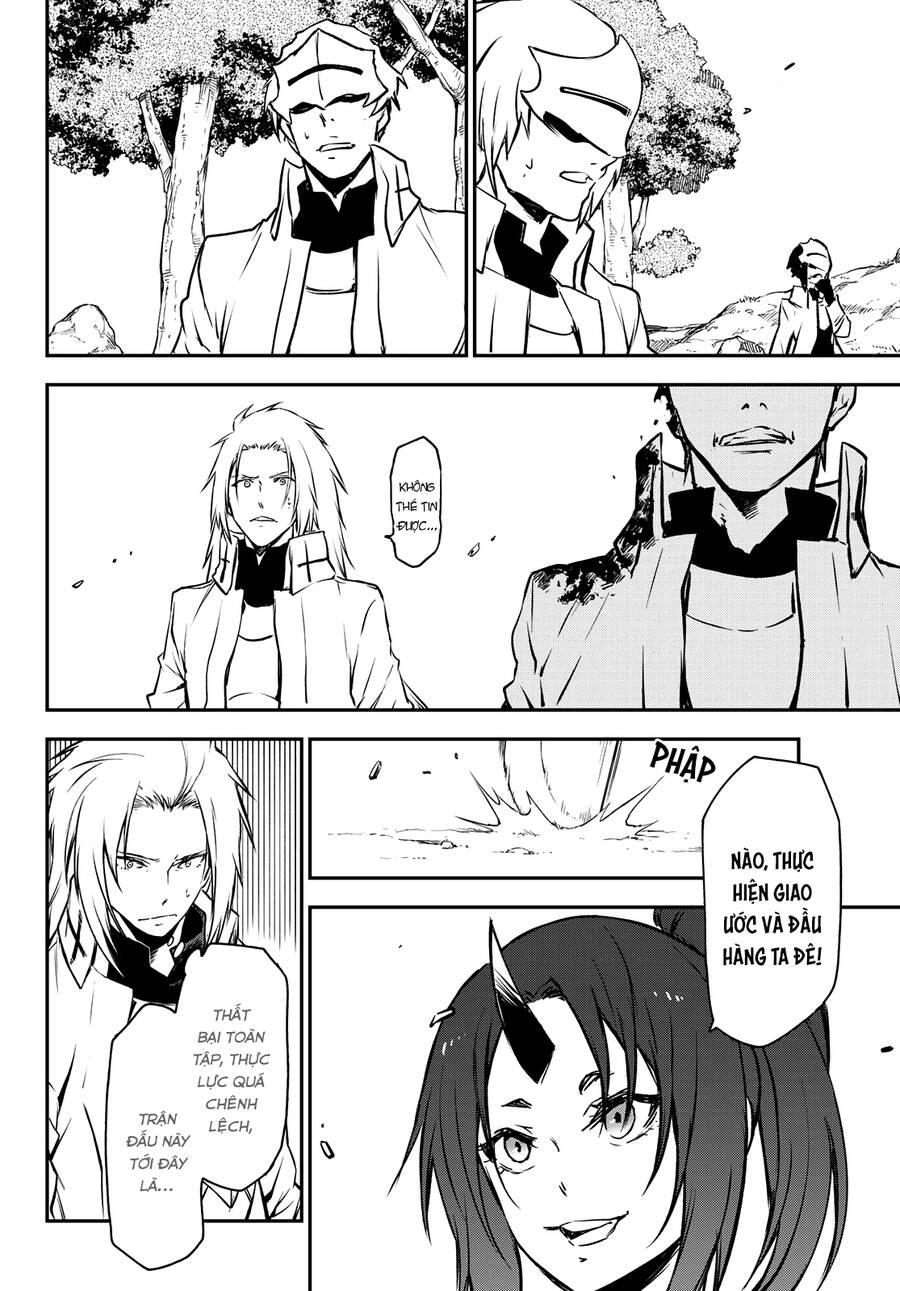 KHÔNG
THỂ TIN
ĐƯỢC...
PHẬP
NÀO, THỰC
HIỆN GIAO
ƯỚC VÀ ĐẦU
HÀNG TA ĐÊ!
THẤT
BẠI TOÀN
TẬP, THỰC
LỰC QUÁ
CHÊNH
LỆCH,
TRẬN
ĐẤU NÀY
TỚI ĐÂY
LÀ...